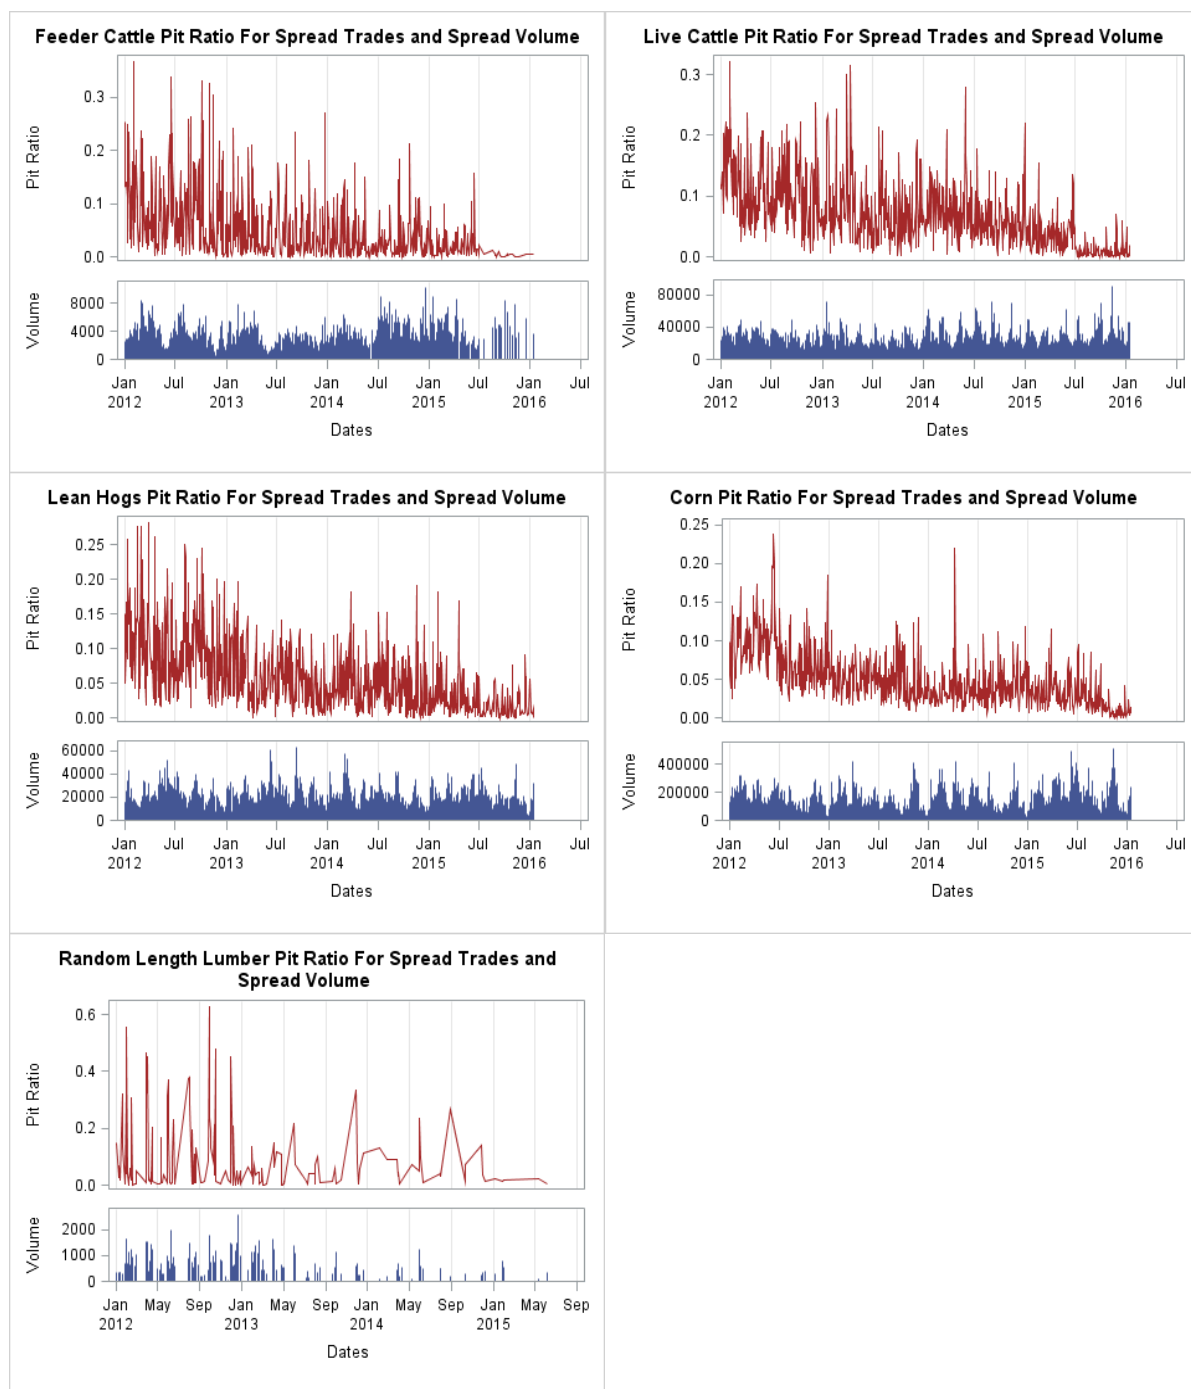 Feeder Cattle Pit Ratio For Spread Trades and Spread Volume
Pit Ratio
0.3
0.2
0.1
0.0
Volume
8000
4000
0
Jan Jul Jan Jul Jan Jul Jan Jul Jan Jul
2012 2013 2014 2015 2016
Dates
Live Cattle Pit Ratio For Spread Trades and Spread Volume
Pit Ratio
0.3
0.2
0.1
0.0
Volume
80000
40000
0
Jan Jul Jan Jul Jan Jul Jan Jul Jan Jul
2012 2013 2014 2015 2016
Dates
Lean Hogs Pit Ratio For Spread Trades and Spread Volume
Pit Ratio
0.25
0.20
0.15
0.10
0.05
0.00
Volume
60000
40000
20000
0
Jan Jul Jan Jul Jan Jul Jan Jul Jan Jul
2012 2013 2014 2015 2016
Dates
Corn Pit Ratio For Spread Trades and Spread Volume
Pit Ratio
0.25
0.20
0.15
0.10
0.05
0.00
Volume
400000
200000
0
Jan Jul Jan Jul Jan Jul Jan Jul Jan Jul
2012 2013 2014 2015 2016
Dates
Random Length Lumber Pit Ratio For Spread Trades and
Spread Volume
Pit Ratio
0.6
0.4
0.2
0.0
Volume
2000
1000
0
Jan May Sep Jan May Sep Jan May Sep Jan May Sep
2012 2013 2014 2015
Dates